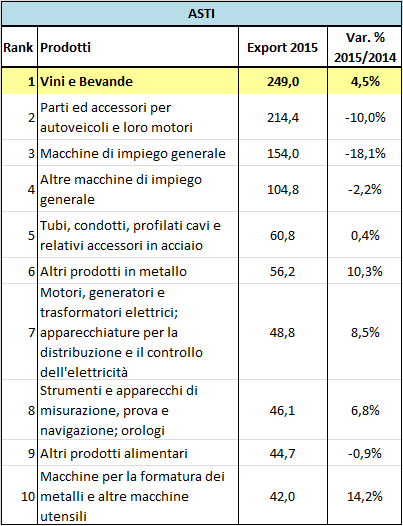 ASTI
Rank Prodotti Export 2015 Var. % 2015/2014
1 Vini e Bevande 249,0 4,5%
2 Parti ed accessori per
autoveicoli e loro motori 214,4 -10,0%
3 Macchine di impiego generale 154,0 -18,1%
4 Altre macchine di impiego
generale 104,8 -2,2%
5 Tubi, condotti, profilati cavi e
relativi accessori in acciaio 60,8 0,4%
6 Altri prodotti in metallo 56,2 10,3%
7 Motori, generatori e
trasformatori elettrici;
apparecchiature per la
distribuzione e il controllo
dell'elettricità 48,8 8,5%
8 Strumenti e apparecchi di
misurazione, prova e
navigazione; orologi 46,1 6,8%
9 Altri prodotti alimentari 44,7 -0,9%
10 Macchine per la formatura dei
metalli e altre macchine
utensili 42,0 14,2%